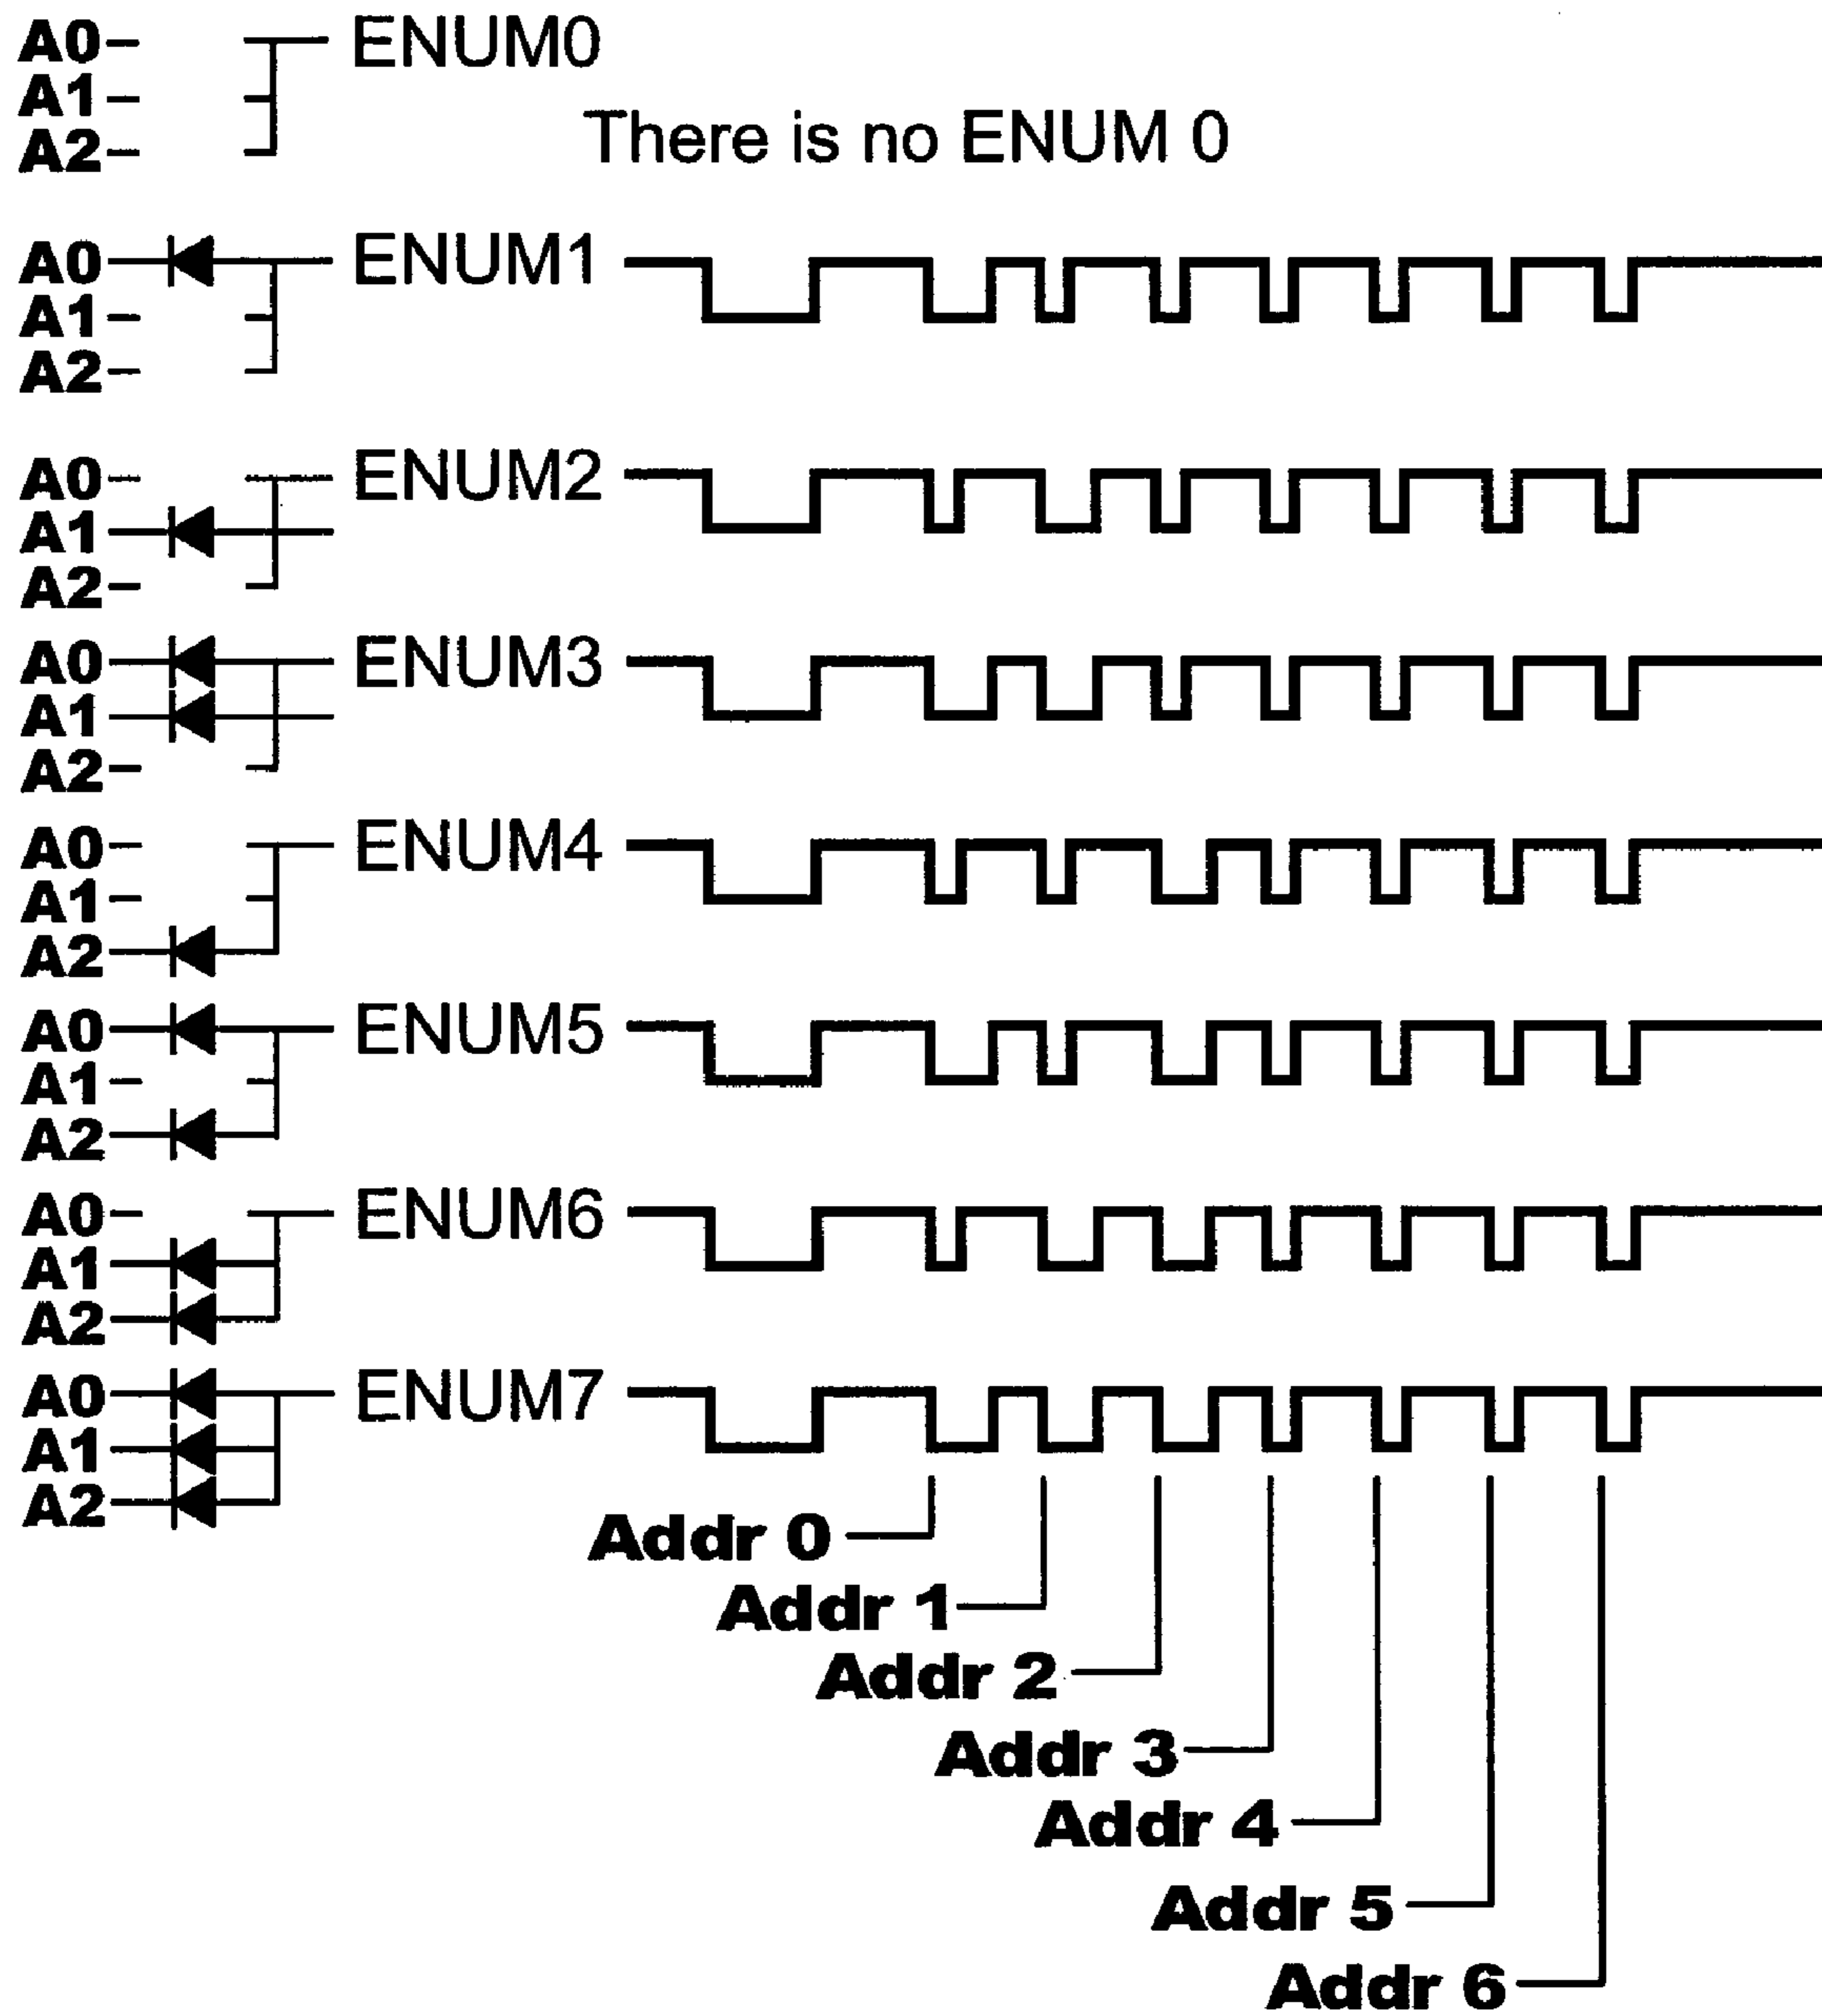 A0 ENUM0
A1
There is no ENUM 0
A2
A0 ENUM1
A1
A2
A0 ENUM2
A1
A2
A0 ENUM3
A1
A2
A0 ENUM4
A1
A2
A0 ENUM5
A1
A2
A0 ENUM6
A1
A2
A0 ENUM7
A1
A2
Addr 0
Addr 1
Addr 2
Addr 3
Addr 4
Addr 5
Addr 6